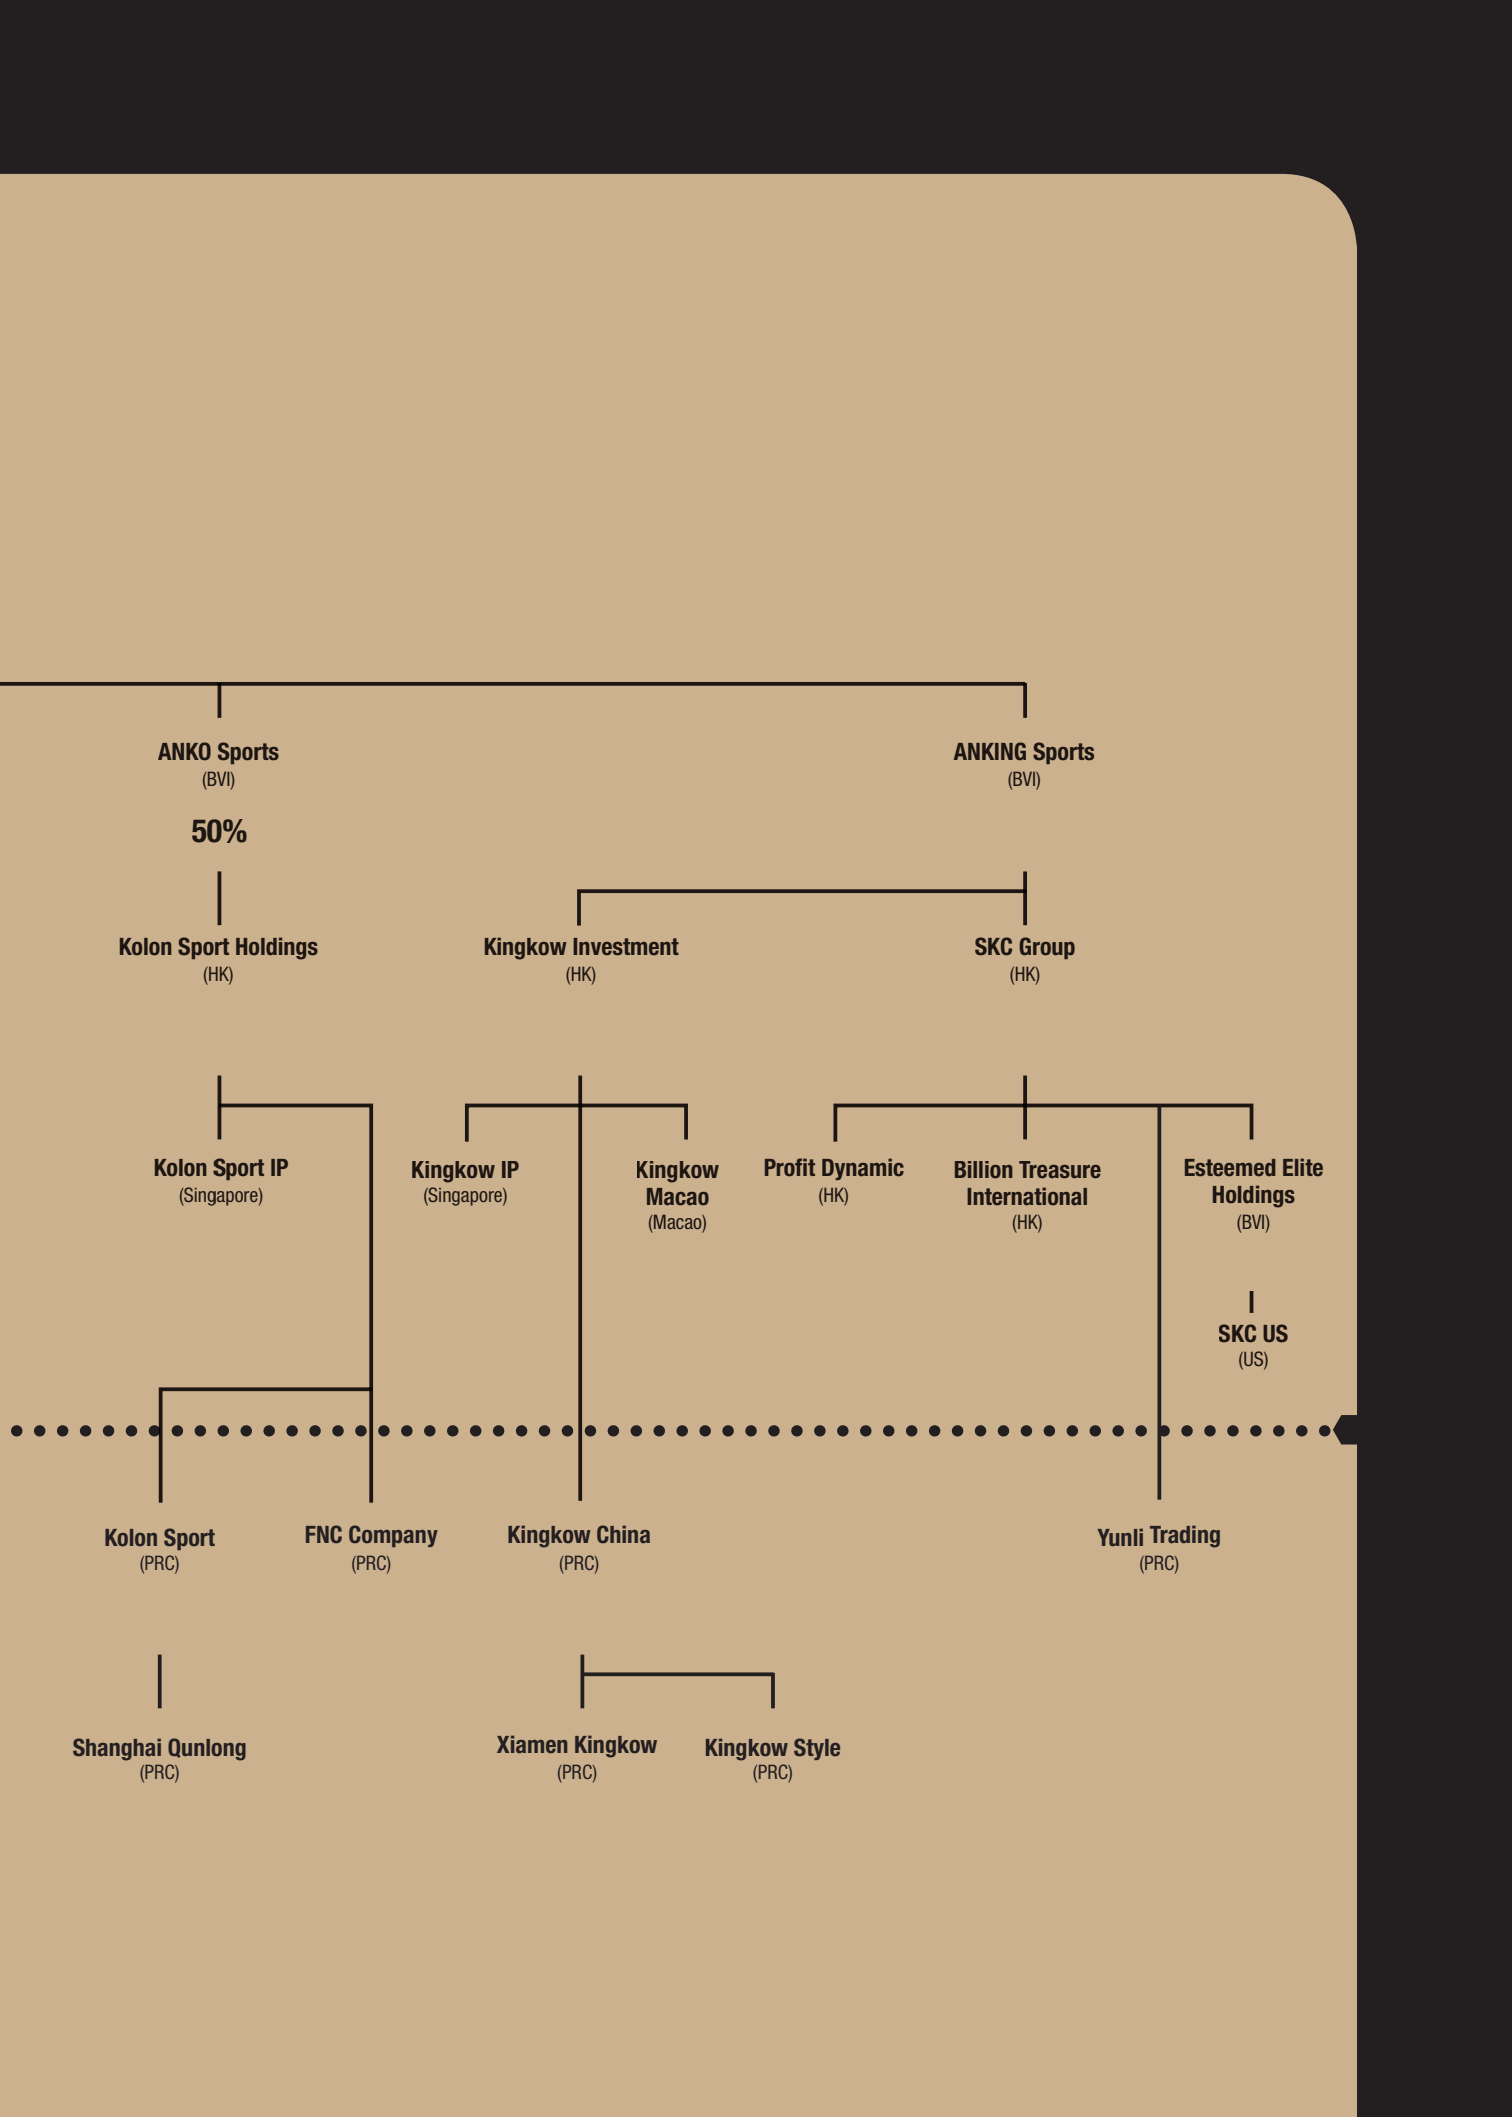 ANKO Sports
(BVI)
50%
ANKING Sports
(BVI)
Kolon Sport Holdings
(HK)
Kingkow Investment
(HK)
SKC Group
(HK)
Kolon Sport IP
(Singapore)
Kingkow IP
(Singapore)
Kingkow
Macao
(Macao)
Profit Dynamic
(HK)
Billion Treasure
International
(HK)
Esteemed Elite
Holdings
(BVI)
SKC US
(US)
Kolon Sport
(PRC)
FNC Company
(PRC)
Kingkow China
(PRC)
Yunli Trading
(PRC)
Shanghai Qunlong
(PRC)
Xiamen Kingkow
(PRC)
Kingkow Style
(PRC)